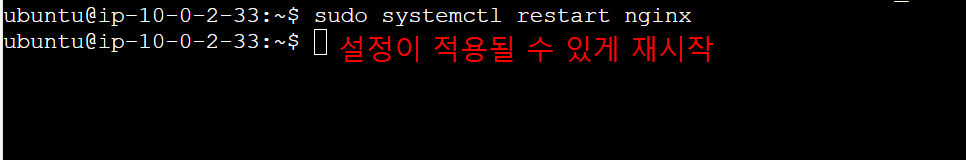 ubuntu@ip-10-0-2-33:~$ sudo systemctl restart nginx
ubuntu@ip-10-0-2-33:~$ 설정이 적용될 수 있게 재시작